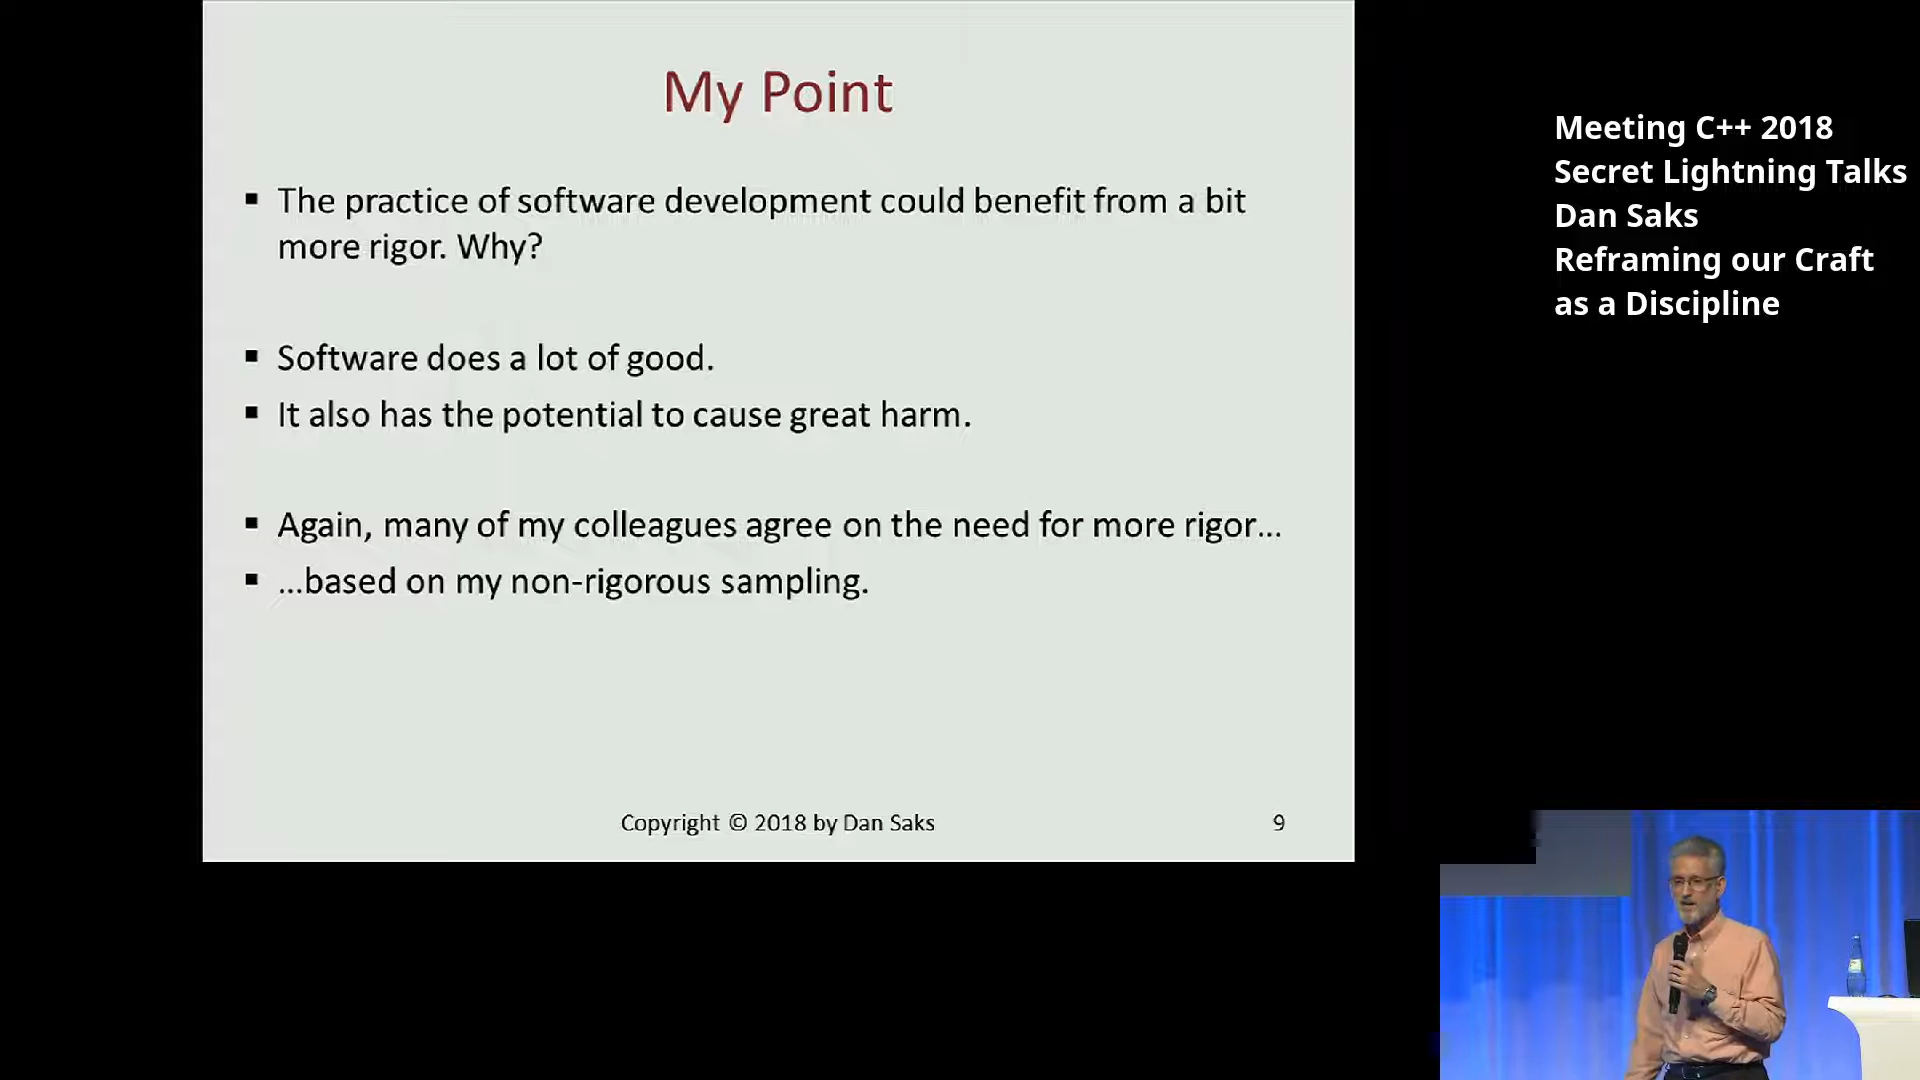 My Point
▪ The practice of software development could benefit from a bit
more rigor. Why?
▪ Software does a lot of good.
▪ It also has the potential to cause great harm.
▪ Again, many of my colleagues agree on the need for more rigor...
▪ ...based on my non-rigorous sampling.
Copyright © 2018 by Dan Saks
9
Meeting C++ 2018
Secret Lightning Talks
Dan Saks
Reframing our Craft
as a Discipline